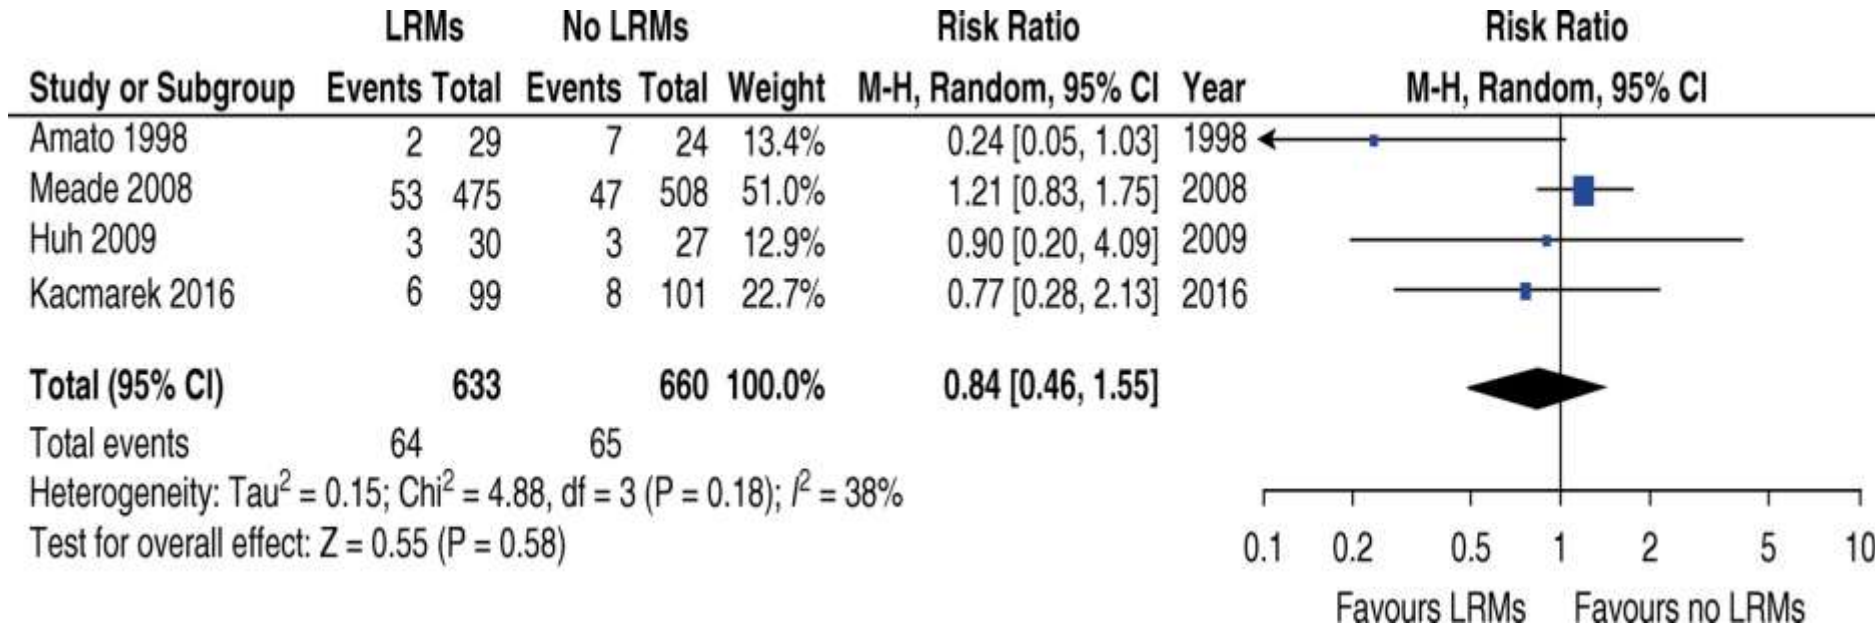 LRMs No LRMs Risk Ratio Risk Ratio
Study or Subgroup Events Total Events Total Weight M-H, Random, 95% CI Year M-H, Random, 95% CI
Amato 1998 2 29 7 24 13.4% 0.24 [0.05, 1.03] 1998
Meade 2008 53 475 47 508 51.0% 1.21 [0.83, 1.75] 2008
Huh 2009 3 30 3 27 12.9% 0.90 [0.20, 4.09] 2009
Kacmarek 2016 6 99 8 101 22.7% 0.77 [0.28, 2.13] 2016
Total (95% CI) 633 660 100.0% 0.84 [0.46, 1.55]
Total events 64 65
Heterogeneity: Tau² = 0.15; Chi² = 4.88, df = 3 (P = 0.18); I² = 38%
Test for overall effect: Z = 0.55 (P = 0.58)
0.1 0.2 0.5 1 2 5 10
Favours LRMs Favours no LRMs